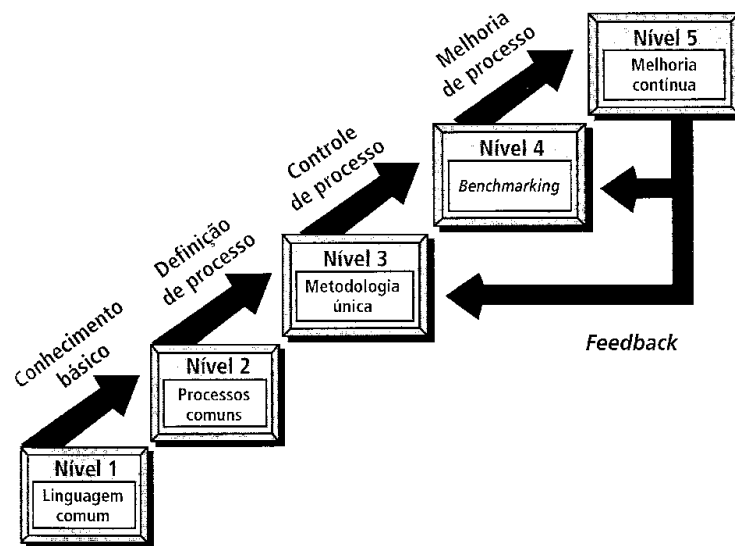 Nível 5
Melhoria
contínua
Melhoria
de processo
Nível 4
Benchmarking
Controle
de processo
Nível 3
Metodologia
única
Definição
de processo
Feedback
Nível 2
Processos
comuns
Conhecimento
básico
Nível 1
Linguagem
comum